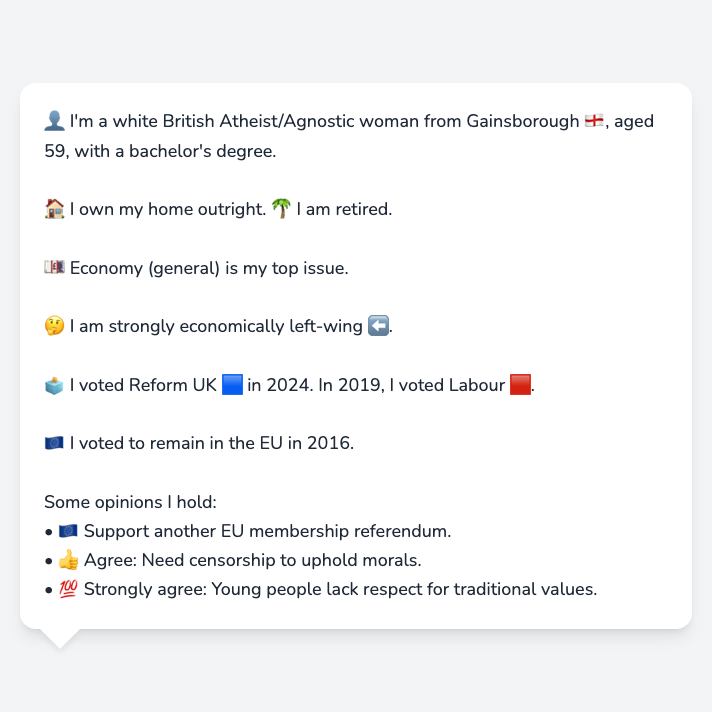 👤 I'm a white British Atheist/Agnostic woman from Gainsborough 🏴󠁧󠁢󠁥󠁮󠁧󠁿, aged
59, with a bachelor's degree.
🏠 I own my home outright. 🌴 I am retired.
💷 Economy (general) is my top issue.
🤔 I am strongly economically left-wing ⬅️.
🗳️ I voted Reform UK 🟦 in 2024. In 2019, I voted Labour 🟥.
🇪🇺 I voted to remain in the EU in 2016.
Some opinions I hold:
• 🇪🇺 Support another EU membership referendum.
• 👍 Agree: Need censorship to uphold morals.
• 💯 Strongly agree: Young people lack respect for traditional values.